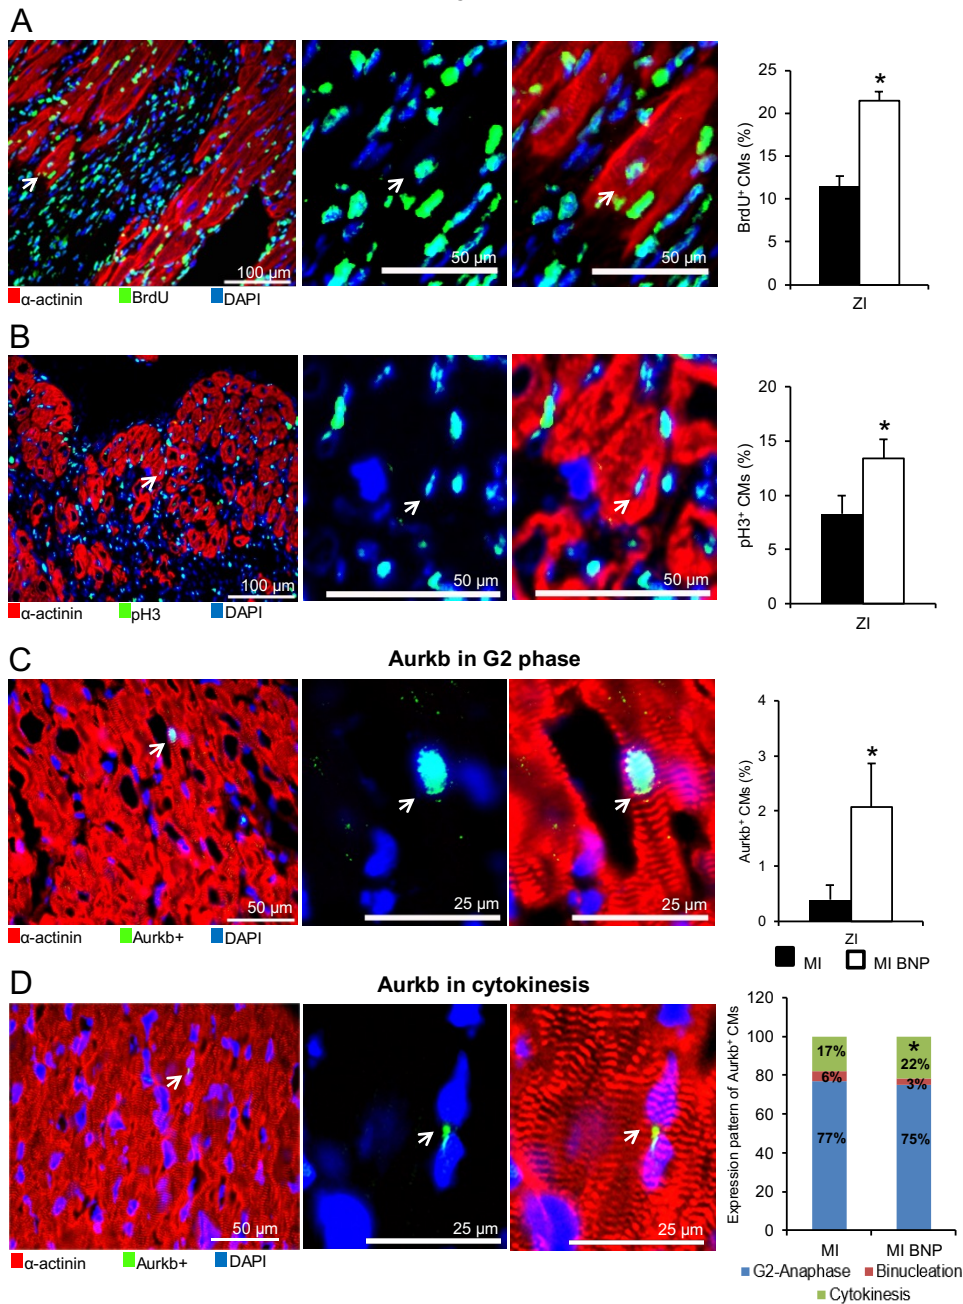 A
100 µm
50 µm
50 µm
α-actinin BrdU DAPI
BrdU⁺ CMs (%)
25
20
15
10
5
0
*
ZI
B
100 µm
50 µm
50 µm
α-actinin pH3 DAPI
pH3⁺ CMs (%)
20
15
10
5
0
*
ZI
C
Aurkb in G2 phase
50 µm
25 µm
25 µm
α-actinin Aurkb+ DAPI
Aurkb⁺ CMs (%)
4
3
2
1
0
*
ZI
MI MI BNP
D
Aurkb in cytokinesis
50 µm
25 µm
25 µm
α-actinin Aurkb+ DAPI
Expression pattern of Aurkb⁺ CMs
120
100
80
60
40
20
0
17%
6%
77%
*
22%
3%
75%
MI MI BNP
G2-Anaphase Binucleation
Cytokinesis